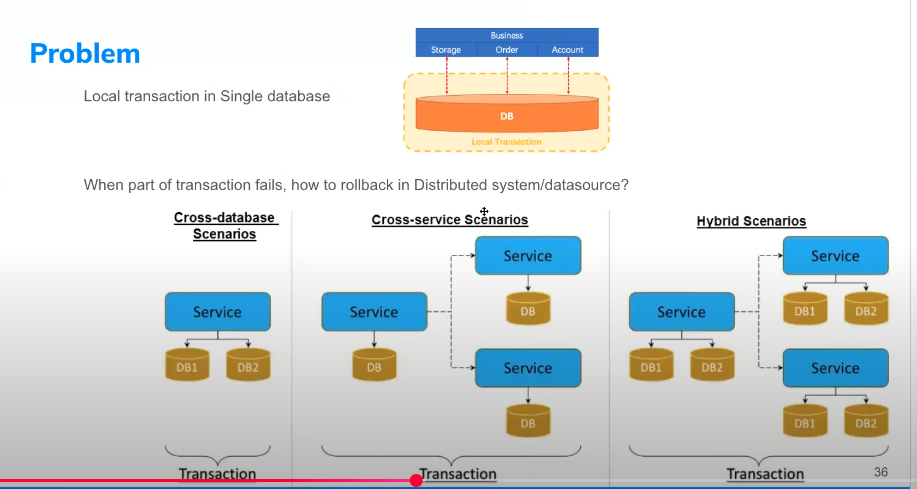 Problem
Business
Storage Order Account
Local transaction in Single database
DB
Local Transaction
When part of transaction fails, how to rollback in Distributed system/datasource?
Cross-database
Scenarios
Service
DB1 DB2
Transaction
Cross-service Scenarios
Service
Service
DB
DB
Service
DB
Transaction
Hybrid Scenarios
Service
DB1 DB2
Service
DB1 DB2
Service
DB1 DB2
Transaction
36